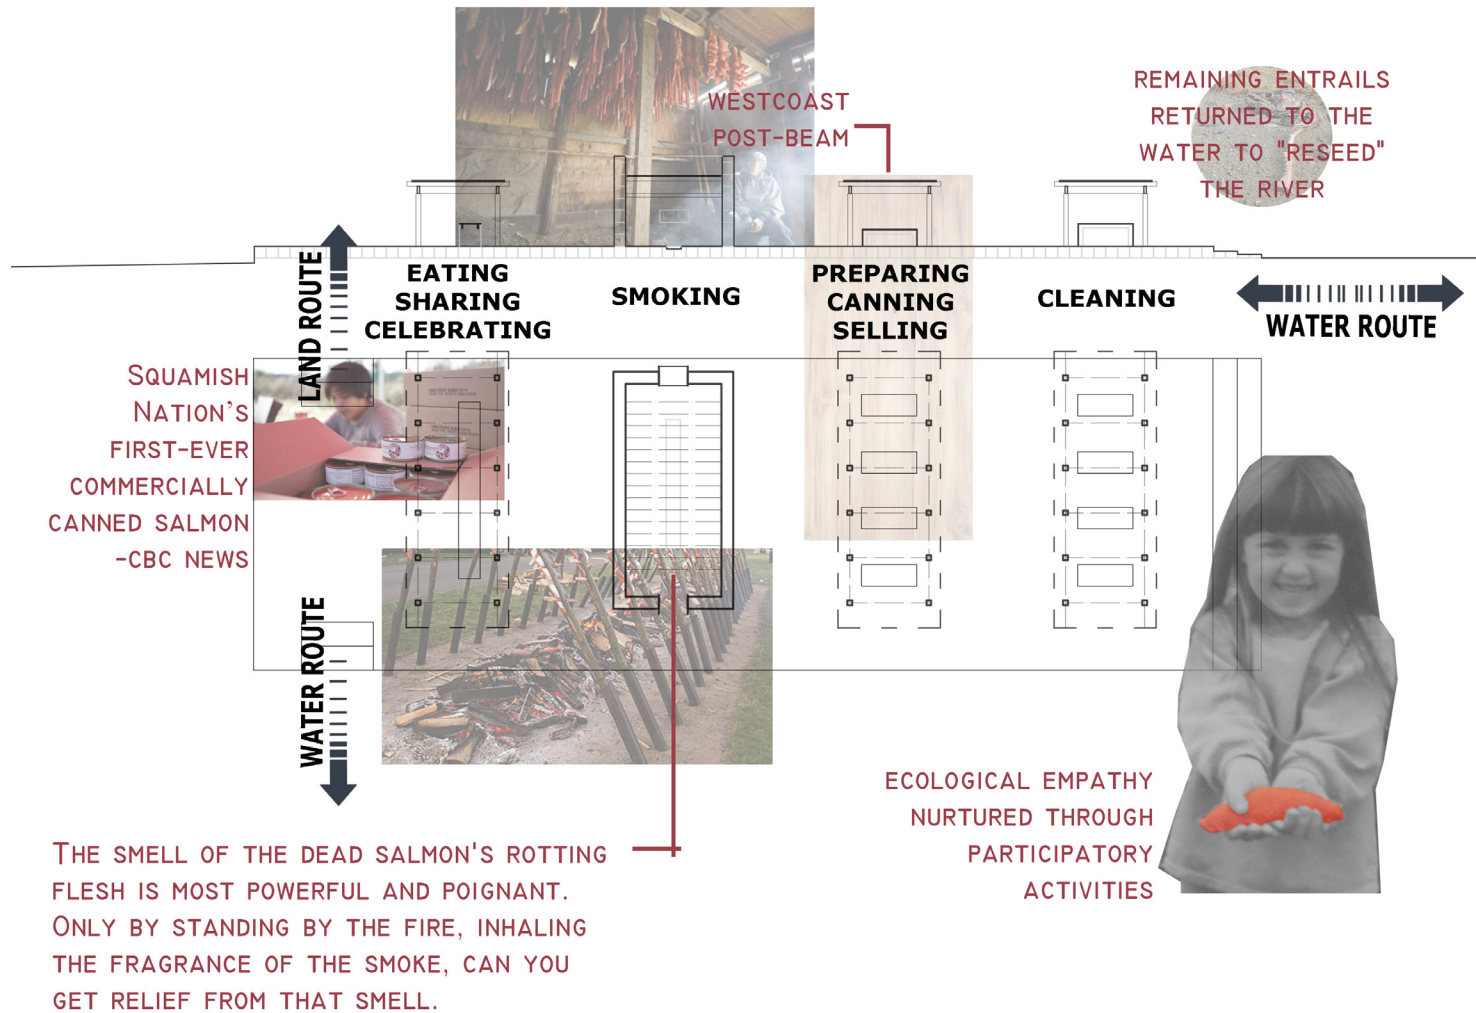 WESTCOAST
POST-BEAM
REMAINING ENTRAILS
RETURNED TO THE
WATER TO "RESEED"
THE RIVER
LAND ROUTE
EATING
SHARING
CELEBRATING
SMOKING
PREPARING
CANNING
SELLING
CLEANING
WATER ROUTE
SQUAMISH
NATION'S
FIRST-EVER
COMMERCIALLY
CANNED SALMON
-CBC NEWS
WATER ROUTE
ECOLOGICAL EMPATHY
NURTURED THROUGH
PARTICIPATORY
ACTIVITIES
THE SMELL OF THE DEAD SALMON'S ROTTING
FLESH IS MOST POWERFUL AND POIGNANT.
ONLY BY STANDING BY THE FIRE, INHALING
THE FRAGRANCE OF THE SMOKE, CAN YOU
GET RELIEF FROM THAT SMELL.